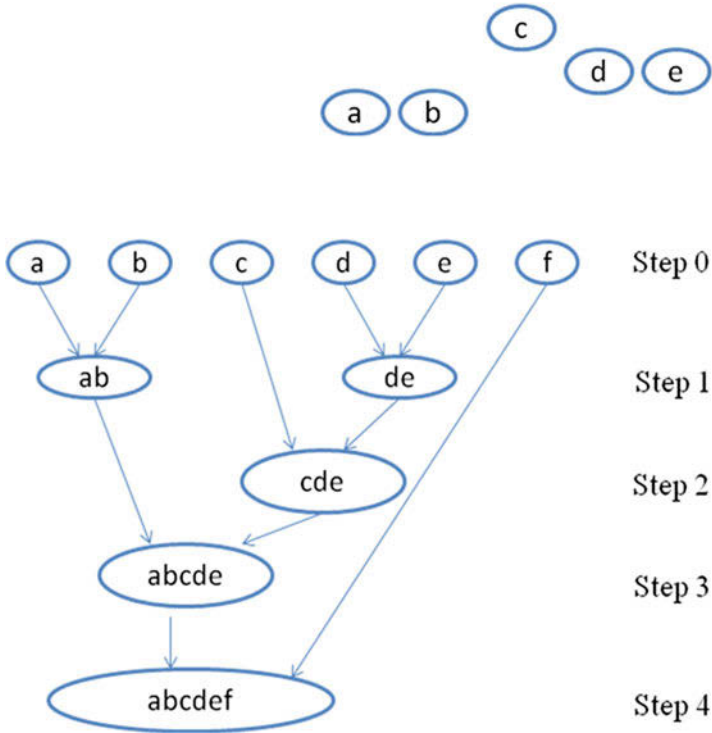 c
d e
a b
a b c d e f Step 0
ab de Step 1
cde Step 2
abcde Step 3
abcdef Step 4